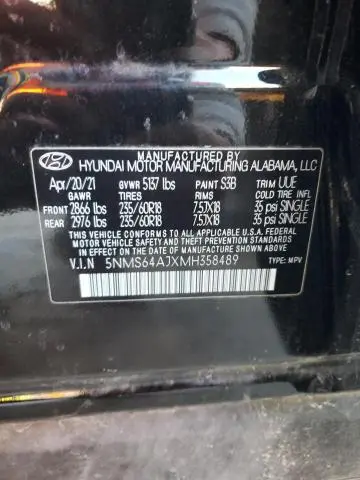 MANUFACTURED BY
HYUNDAI MOTOR MANUFACTURING ALABAMA, LLC
Apr/20/21 GVWR 5137 lbs PAINT S3B TRIM UUE
GAWR TIRES RIMS COLD TIRE INFL
FRONT 2866 lbs 235/60R18 7.5JX18 35 psi SINGLE
REAR 2976 lbs 235/60R18 7.5JX18 35 psi SINGLE
THIS VEHICLE CONFORMS TO ALL APPLICABLE U.S.A. FEDERAL
MOTOR VEHICLE SAFETY AND THEFT PREVENTION STANDARDS
IN EFFECT ON THE DATE OF MANUFACTURE SHOWN ABOVE.
V.I.N 5NMS64AJXMH358489 TYPE: MPV